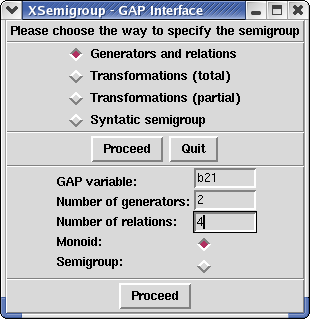 XSemigroup - GAP Interface
Please choose the way to specify the semigroup
Generators and relations
Transformations (total)
Transformations (partial)
Syntatic semigroup
Proceed Quit
GAP variable: b21
Number of generators: 2
Number of relations: 4
Monoid:
Semigroup:
Proceed